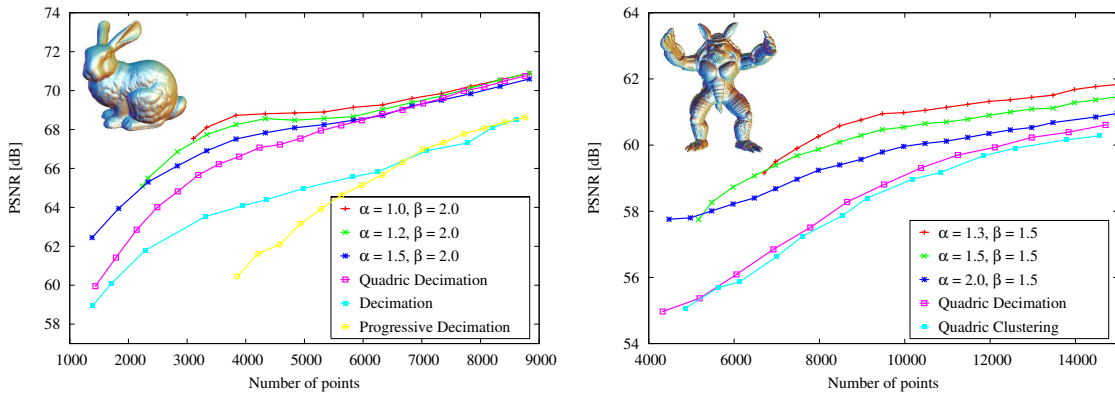 74
72
70
68
66
64
62
60
58
PSNR [dB]
1000 2000 3000 4000 5000 6000 7000 8000 9000
Number of points
α = 1.0, β = 2.0
α = 1.2, β = 2.0
α = 1.5, β = 2.0
Quadric Decimation
Decimation
Progressive Decimation
64
62
60
58
56
54
PSNR [dB]
4000 6000 8000 10000 12000 14000
Number of points
α = 1.3, β = 1.5
α = 1.5, β = 1.5
α = 2.0, β = 1.5
Quadric Decimation
Quadric Clustering